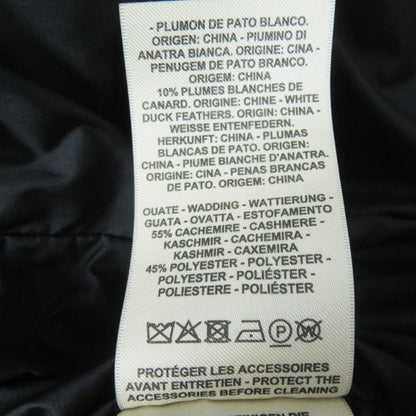 - PLUMON DE PATO BLANCO.
ORIGEN: CHINA - PIUMINO DI
ANATRA BIANCA. ORIGINE: CINA -
PENUGEM DE PATO BRANCO.
ORIGEM: CHINA
10% PLUMES BLANCHES DE
CANARD. ORIGINE: CHINE - WHITE
DUCK FEATHERS. ORIGIN: CHINA -
WEISSE ENTENFEDERN.
HERKUNFT: CHINA - PLUMAS
BLANCAS DE PATO. ORIGEN:
CHINA - PIUME BIANCHE D'ANATRA.
ORIGINE: CINA - PENAS BRANCAS
DE PATO. ORIGEM: CHINA
OUATE - WADDING - WATTIERUNG -
GUATA - OVATTA - ESTOFAMENTO
55% CACHEMIRE - CASHMERE -
KASCHMIR - CACHEMIRA -
KASHMIR - CAXEMIRA
45% POLYESTER - POLYESTER -
POLYESTER - POLIÉSTER -
POLIESTERE - POLIÉSTER
PROTÉGER LES ACCESSOIRES
AVANT ENTRETIEN - PROTECT THE
ACCESSORIES BEFORE CLEANING